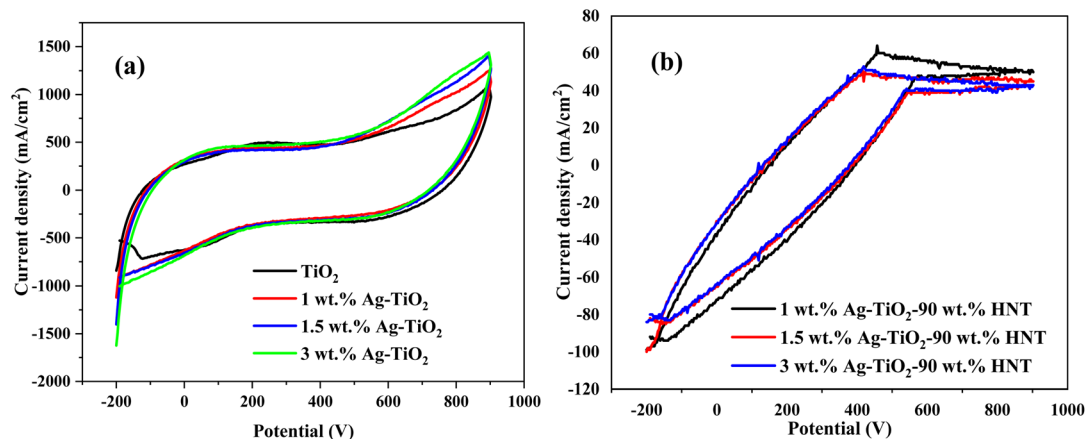 (a)
Current density (mA/cm²)
1500
1000
500
0
-500
-1000
-1500
-2000
TiO₂
1 wt.% Ag-TiO₂
1.5 wt.% Ag-TiO₂
3 wt.% Ag-TiO₂
-200 0 200 400 600 800 1000
Potential (V)
(b)
Current density (mA/cm²)
80
60
40
20
0
-20
-40
-60
-80
-100
-120
1 wt.% Ag-TiO₂-90 wt.% HNT
1.5 wt.% Ag-TiO₂-90 wt.% HNT
3 wt.% Ag-TiO₂-90 wt.% HNT
-200 0 200 400 600 800 1000
Potential (V)